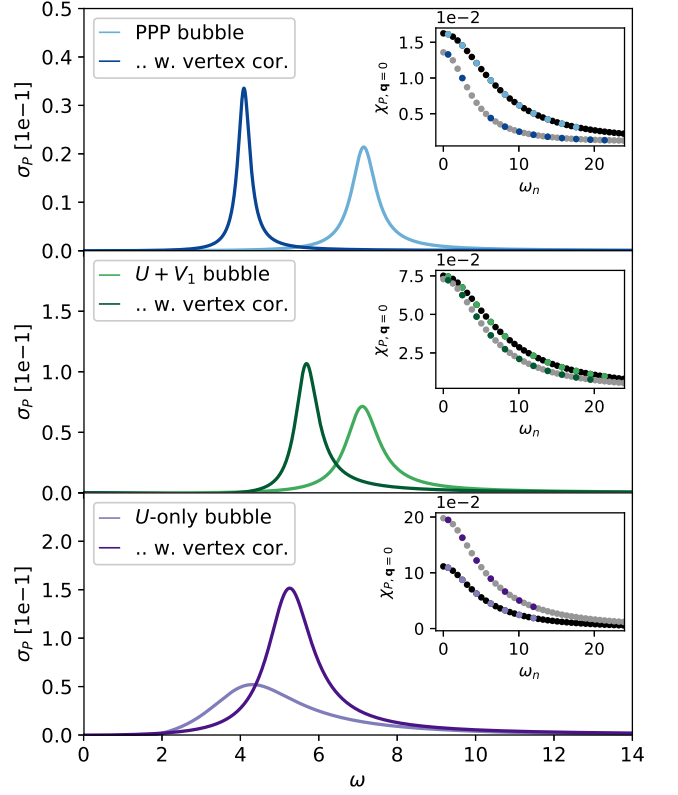 0.5
0.4
0.3
0.2
0.1
0.0
σ_P [1e−1]
PPP bubble
.. w. vertex cor.
1e−2
1.5
1.0
0.5
χ_{P, q = 0}
0 10 20
ω_n
1.5
1.0
0.5
0.0
σ_P [1e−1]
U + V_1 bubble
.. w. vertex cor.
1e−2
7.5
5.0
2.5
χ_{P, q = 0}
0 10 20
ω_n
2.0
1.5
1.0
0.5
0.0
σ_P [1e−1]
U-only bubble
.. w. vertex cor.
1e−2
20
10
0
χ_{P, q = 0}
0 10 20
ω_n
0 2 4 6 8 10 12 14
ω